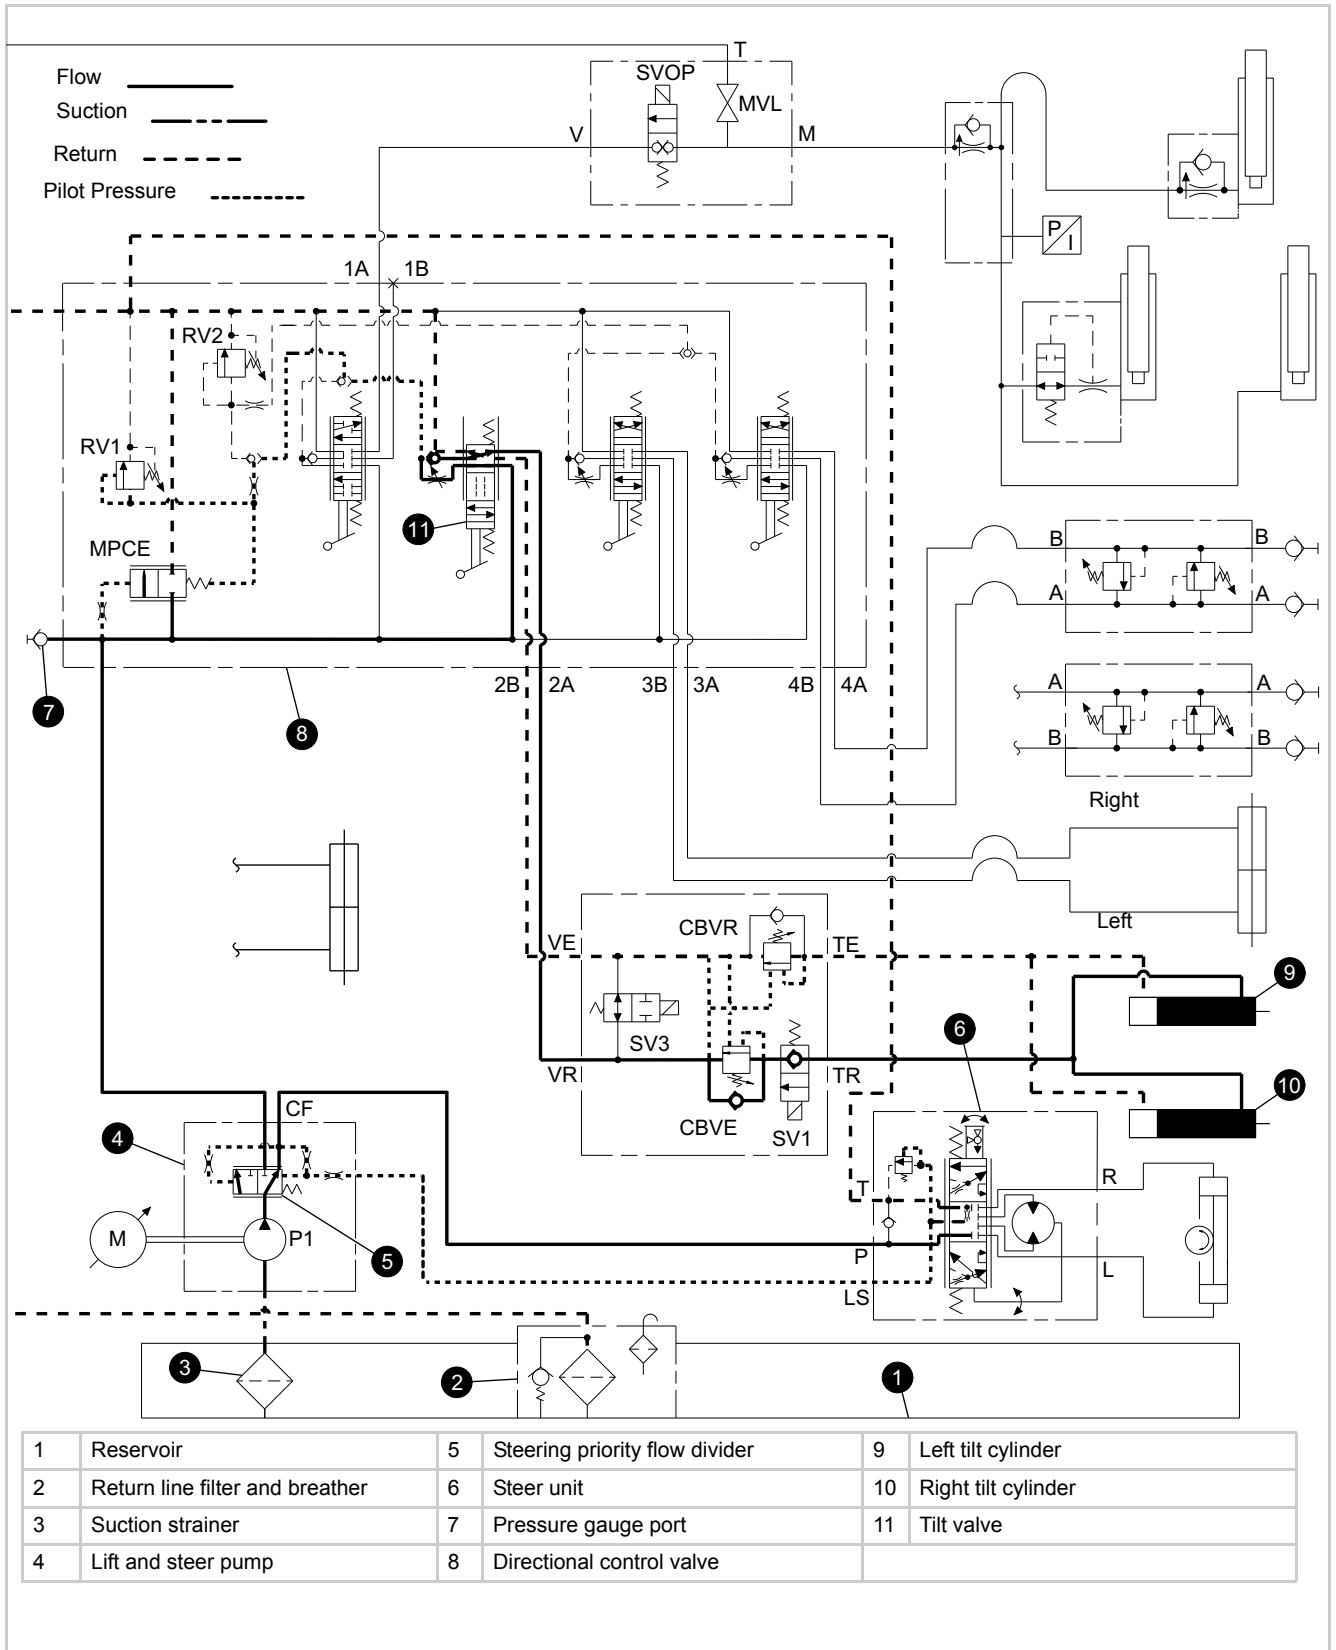 T
Flow
SVOP
Suction
MVL
V
M
Return
Pilot Pressure
P
I
1A
1B
RV2
RV1
11
MPCE
B
B
A
A
2B
2A
3B
3A
4B
4A
A
A
7
8
B
B
Right
Left
CBVR
VE
TE
9
6
SV3
VR
TR
10
CF
CBVE
SV1
4
T
R
M
P1
5
P
L
LS
3
2
1
1 Reservoir 5 Steering priority flow divider 9 Left tilt cylinder
2 Return line filter and breather 6 Steer unit 10 Right tilt cylinder
3 Suction strainer 7 Pressure gauge port 11 Tilt valve
4 Lift and steer pump 8 Directional control valve